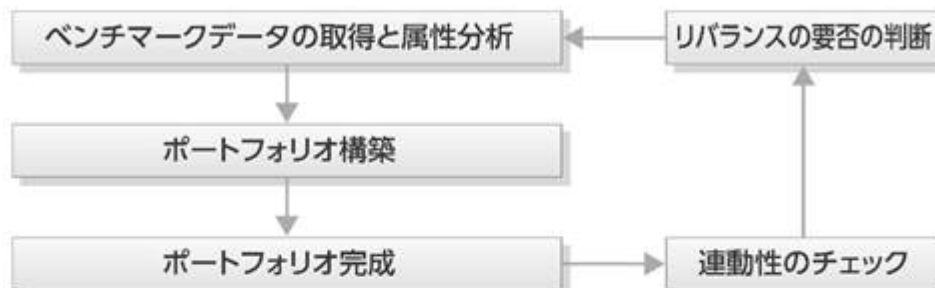 ベンチマークデータの取得と属性分析
リバランスの要否の判断
ポートフォリオ構築
ポートフォリオ完成
連動性のチェック